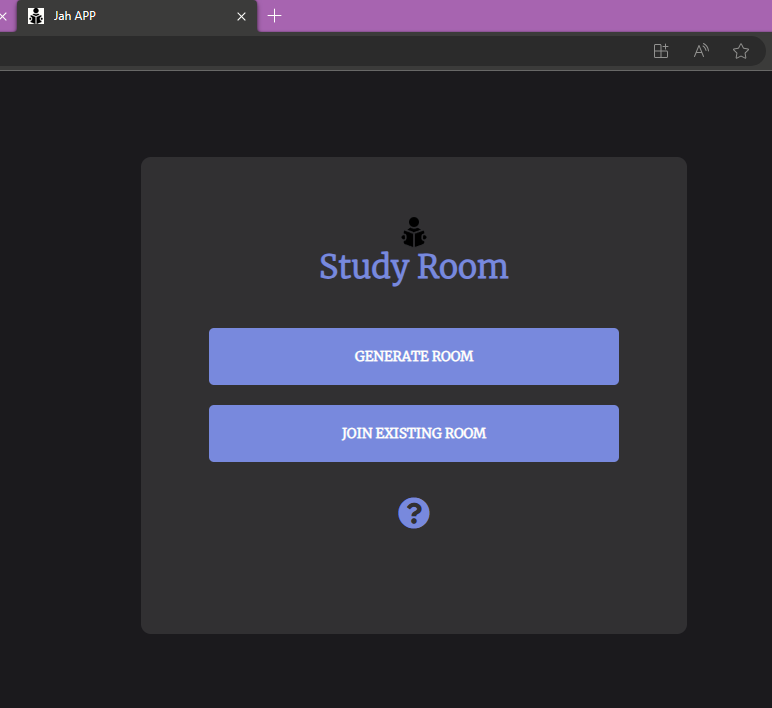 Jah APP
Study Room
GENERATE ROOM
JOIN EXISTING ROOM
?